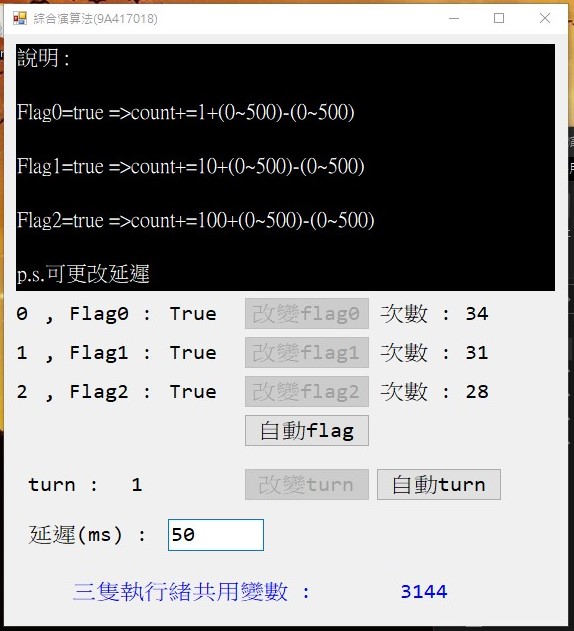 綜合演算法(9A417018)
說明 :
Flag0=true =>count+=1+(0~500)-(0~500)
Flag1=true =>count+=10+(0~500)-(0~500)
Flag2=true =>count+=100+(0~500)-(0~500)
p.s.可更改延遲
0 , Flag0 : True 改變flag0 次數 : 34
1 , Flag1 : True 改變flag1 次數 : 31
2 , Flag2 : True 改變flag2 次數 : 28
自動flag
turn : 1 改變turn 自動turn
延遲(ms) : 50
三隻執行緒共用變數 : 3144